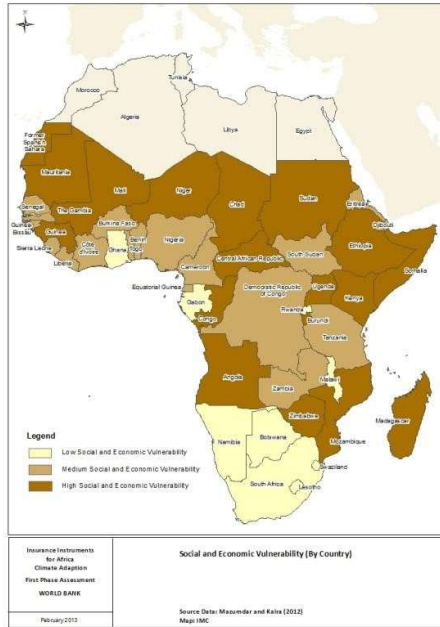 Tunisia
Morocco
Algeria
Libya
Egypt
Former
Spanish
Sahara
Mauritania
Mali
Niger
Chad
Sudan
Eritrea
Senegal
The Gambia
Burkina Faso
Djibouti
Guinea
Bissau
Guinea
Benin
Nigeria
Côte
d'Ivoire
Ghana
Togo
Sierra Leone
Liberia
South Sudan
Ethiopia
Central African Republic
Cameroon
Somalia
Equatorial Guinea
Uganda
Kenya
Gabon
Congo
Democratic Republic
of Congo
Rwanda
Burundi
Tanzania
Angola
Malawi
Zambia
Zimbabwe
Mozambique
Madagascar
Namibia
Botswana
Swaziland
South Africa
Lesotho
Legend
Low Social and Economic Vulnerability
Medium Social and Economic Vulnerability
High Social and Economic Vulnerability
Insurance Instruments
for Africa
Climate Adaption
First Phase Assessment
WORLD BANK
February 2013
Social and Economic Vulnerability (By Country)
Source Data: Mazumdar and Kalra (2012)
Map: IMC